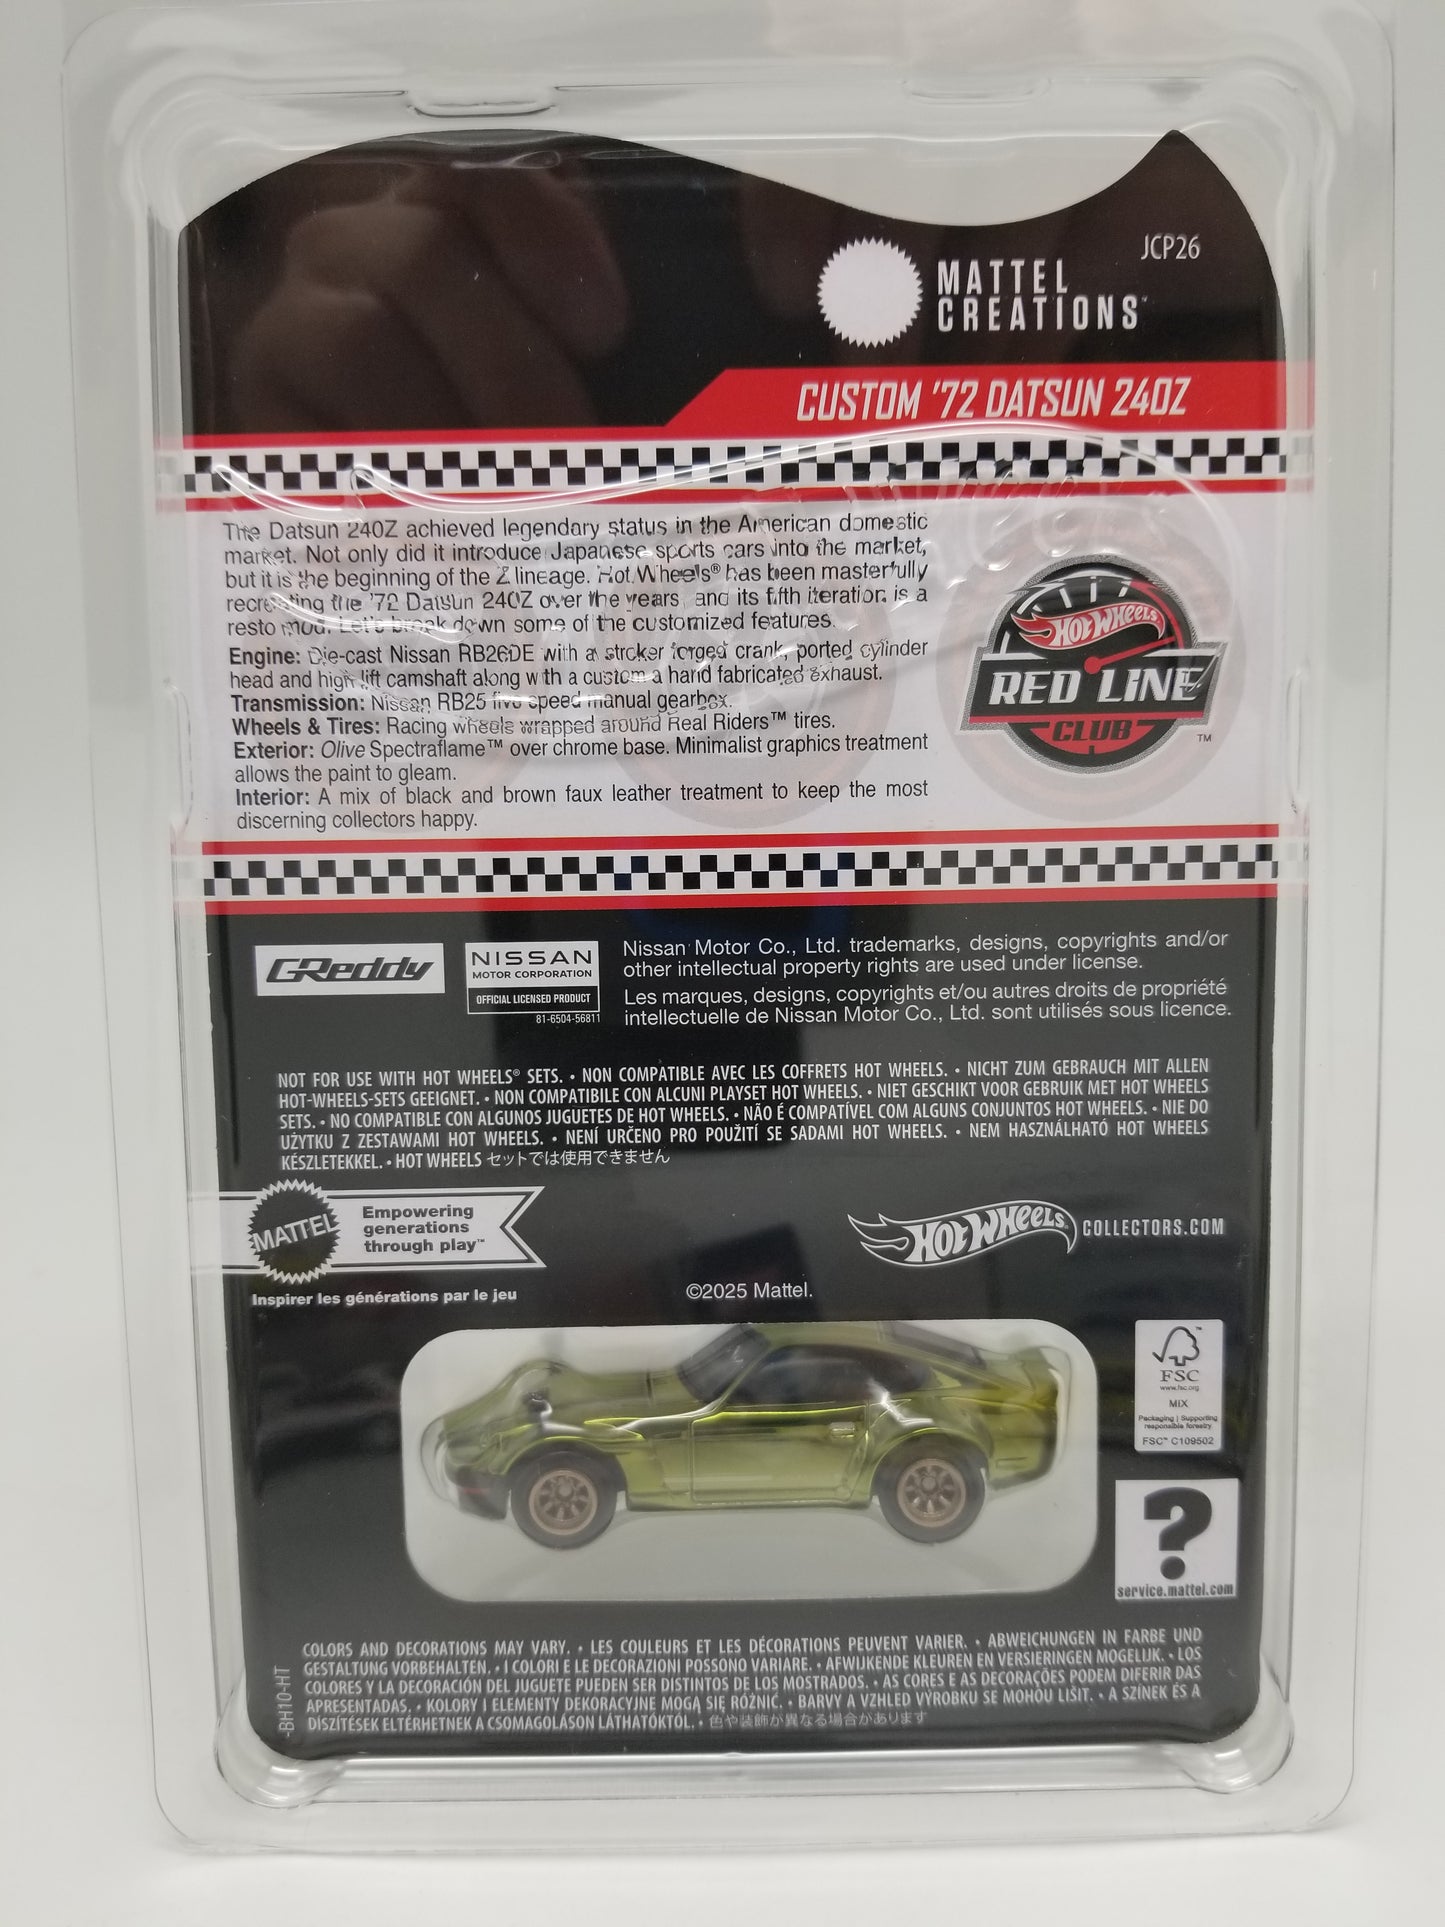 JCP26
MATTEL
CREATIONS™
CUSTOM '72 DATSUN 240Z
The Datsun 240Z achieved legendary status in the American domestic
market. Not only did it introduce Japanese sports cars into the market,
but it is the beginning of the Z lineage. Hot Wheels® has been masterfully
recreating the '72 Datsun 240Z over the years, and its fifth iteration is a
resto mod. Let's break down some of the customized features.
Engine: Die-cast Nissan RB26DE with a stroker forged crank, ported cylinder
head and high lift camshaft along with a custom a hand fabricated exhaust.
Transmission: Nissan RB25 five speed manual gearbox.
Wheels & Tires: Racing wheels wrapped around Real Riders™ tires.
Exterior: Olive Spectraflame™ over chrome base. Minimalist graphics treatment
allows the paint to gleam.
Interior: A mix of black and brown faux leather treatment to keep the most
discerning collectors happy.
HOT WHEELS
RED LINE
CLUB™
GReddy
NISSAN
MOTOR CORPORATION
OFFICIAL LICENSED PRODUCT
81-6504-56811
Nissan Motor Co., Ltd. trademarks, designs, copyrights and/or
other intellectual property rights are used under license.
Les marques, designs, copyrights et/ou autres droits de propriété
intellectuelle de Nissan Motor Co., Ltd. sont utilisés sous licence.
NOT FOR USE WITH HOT WHEELS® SETS. • NON COMPATIBLE AVEC LES COFFRETS HOT WHEELS. • NICHT ZUM GEBRAUCH MIT ALLEN
HOT-WHEELS-SETS GEEIGNET. • NON COMPATIBILE CON ALCUNI PLAYSET HOT WHEELS. • NIET GESCHIKT VOOR GEBRUIK MET HOT WHEELS
SETS. • NO COMPATIBLE CON ALGUNOS JUGUETES DE HOT WHEELS. • NÃO É COMPATÍVEL COM ALGUNS CONJUNTOS HOT WHEELS. • NIE DO
UŻYTKU Z ZESTAWAMI HOT WHEELS. • NENÍ URČENO PRO POUŽITÍ SE SADAMI HOT WHEELS. • NEM HASZNÁLHATÓ HOT WHEELS
KÉSZLETEKKEL. • HOT WHEELS セットでは使用できません
MATTEL
Empowering
generations
through play™
Inspirer les générations par le jeu
HOT WHEELS® COLLECTORS.COM
©2025 Mattel.
FSC
www.fsc.org
MIX
Packaging | Supporting
responsible forestry
FSC™ C109502
?
service.mattel.com
COLORS AND DECORATIONS MAY VARY. • LES COULEURS ET LES DÉCORATIONS PEUVENT VARIER. • ABWEICHUNGEN IN FARBE UND
GESTALTUNG VORBEHALTEN. • I COLORI E LE DECORAZIONI POSSONO VARIARE. • AFWIJKENDE KLEUREN EN VERSIERINGEN MOGELIJK. • LOS
COLORES Y LA DECORACIÓN DEL JUGUETE PUEDEN SER DISTINTOS DE LOS MOSTRADOS. • AS CORES E AS DECORAÇÕES PODEM DIFERIR DAS
APRESENTADAS. • KOLORY I ELEMENTY DEKORACYJNE MOGĄ SIĘ RÓŻNIĆ. • BARVY A VZHLED VÝROBKU SE MOHOU LIŠIT. • A SZÍNEK ÉS A
DÍSZÍTÉSEK ELTÉRHETNEK A CSOMAGOLÁSON LÁTHATÓKTÓL. • 色や装飾が異なる場合があります
-BH10-HT